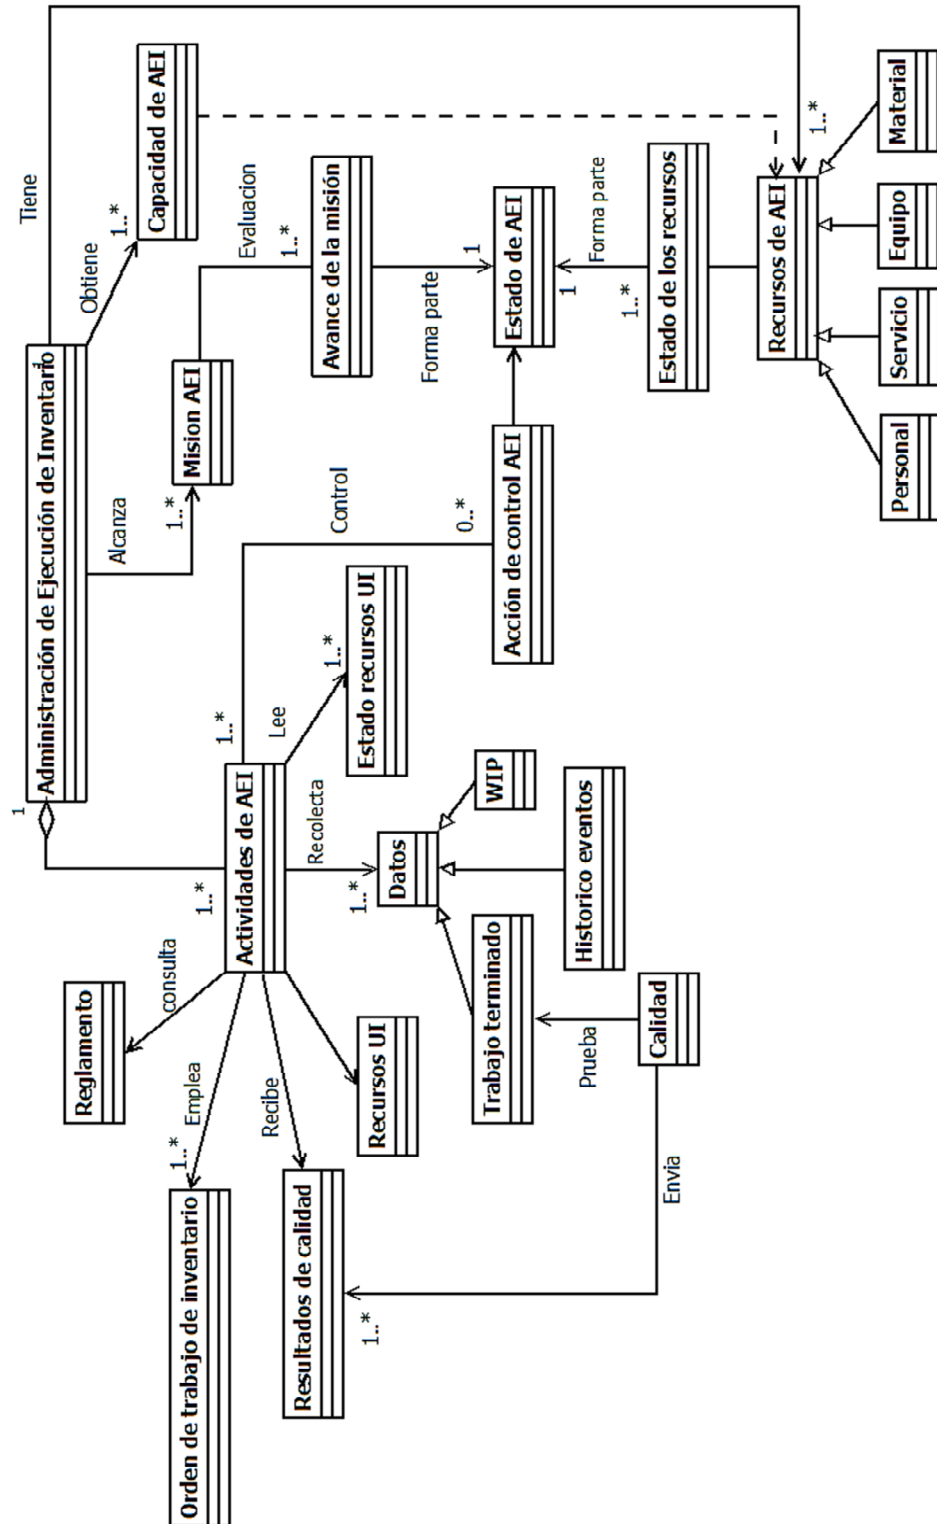 Tiene
1
Administración de Ejecución de Inventario
Obtiene
1..*
Capacidad de AEI
Alcanza
1..*
Mision AEI
Evaluacion
1..*
Avance de la misión
Forma parte
1
Estado de AEI
1
Forma parte
1..*
Estado de los recursos
1..*
Recursos de AEI
Personal
Servicio
Equipo
Material
Control
1..*
0..*
Acción de control AEI
1..*
Actividades de AEI
Lee
1..*
Estado recursos UI
Recolecta
1..*
Datos
WIP
Historico eventos
Trabajo terminado
Prueba
Calidad
Envia
1..*
consulta
Reglamento
Emplea
1..*
Orden de trabajo de inventario
Recibe
Resultados de calidad
Recursos UI